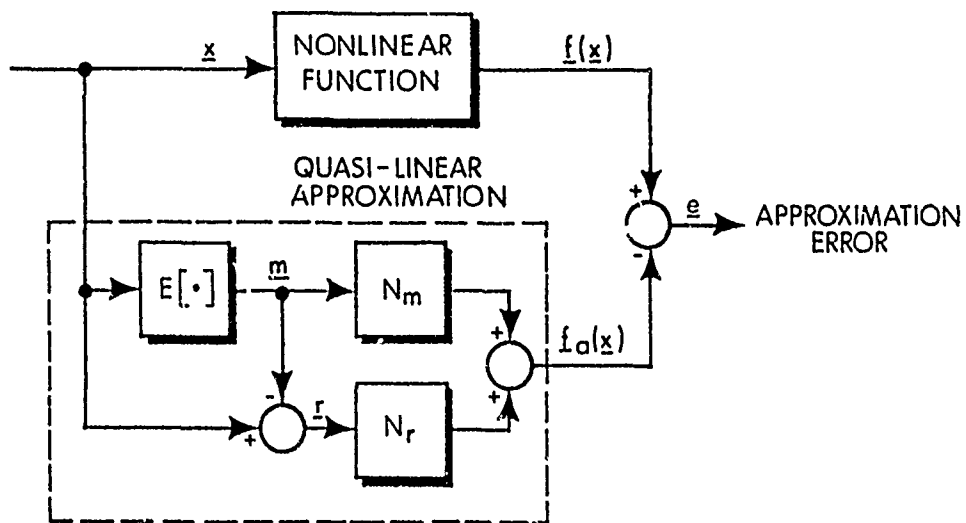 x
NONLINEAR
FUNCTION
f(x)
QUASI-LINEAR
APPROXIMATION
+
e
APPROXIMATION
ERROR
-
E[·]
m
Nm
+
fa(x)
-
+
r
Nr
+